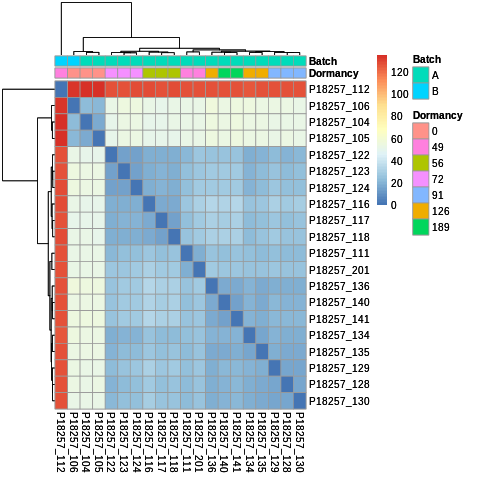 Batch
Dormancy
P18257_112
P18257_106
P18257_104
P18257_105
P18257_122
P18257_123
P18257_124
P18257_116
P18257_117
P18257_118
P18257_111
P18257_201
P18257_136
P18257_140
P18257_141
P18257_134
P18257_135
P18257_129
P18257_128
P18257_130
P18257_112
P18257_106
P18257_104
P18257_105
P18257_122
P18257_123
P18257_124
P18257_116
P18257_117
P18257_118
P18257_111
P18257_201
P18257_136
P18257_140
P18257_141
P18257_134
P18257_135
P18257_129
P18257_128
P18257_130
120
100
80
60
40
20
0
Batch
A
B
Dormancy
0
49
56
72
91
126
189